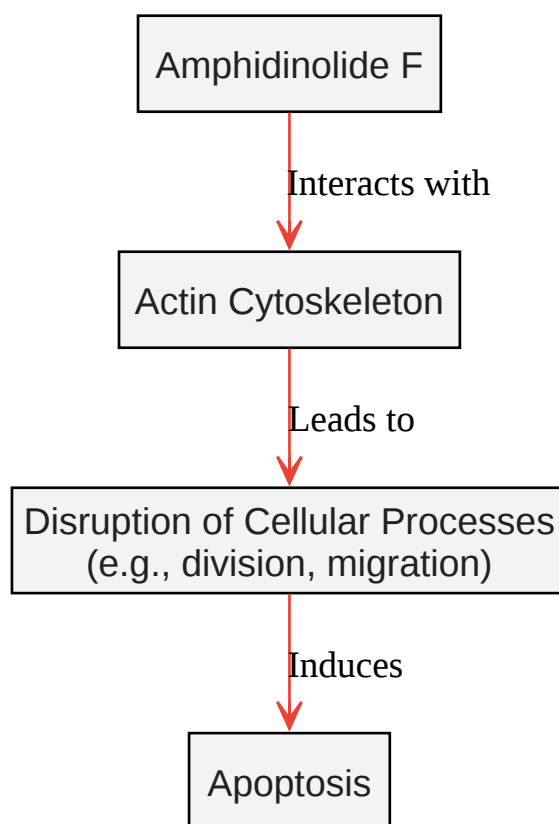 Amphidinolide F
Interacts with
Actin Cytoskeleton
Leads to
Disruption of Cellular Processes
(e.g., division, migration)
Induces
Apoptosis